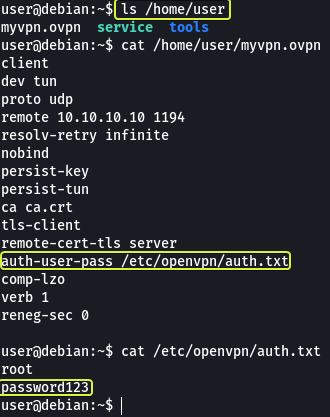 user@debian:~$ ls /home/user
myvpn.ovpn service tools
user@debian:~$ cat /home/user/myvpn.ovpn
client
dev tun
proto udp
remote 10.10.10.10 1194
resolv-retry infinite
nobind
persist-key
persist-tun
ca ca.crt
tls-client
remote-cert-tls server
auth-user-pass /etc/openvpn/auth.txt
comp-lzo
verb 1
reneg-sec 0
user@debian:~$ cat /etc/openvpn/auth.txt
root
password123
user@debian:~$